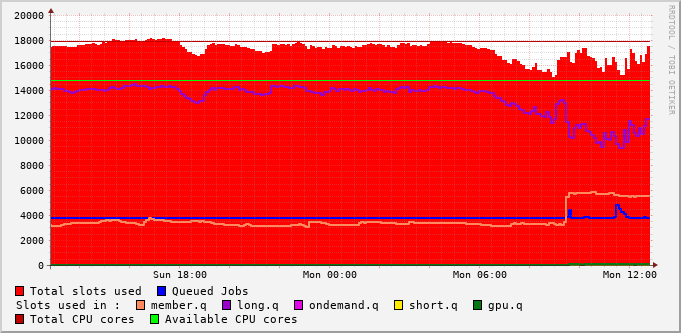 20000
18000
16000
14000
12000
10000
8000
6000
4000
2000
0
Sun 18:00 Mon 00:00 Mon 06:00 Mon 12:00
RRDTOOL / TOBI OETIKER
Total slots used Queued Jobs
Slots used in : member.q long.q ondemand.q short.q gpu.q
Total CPU cores Available CPU cores